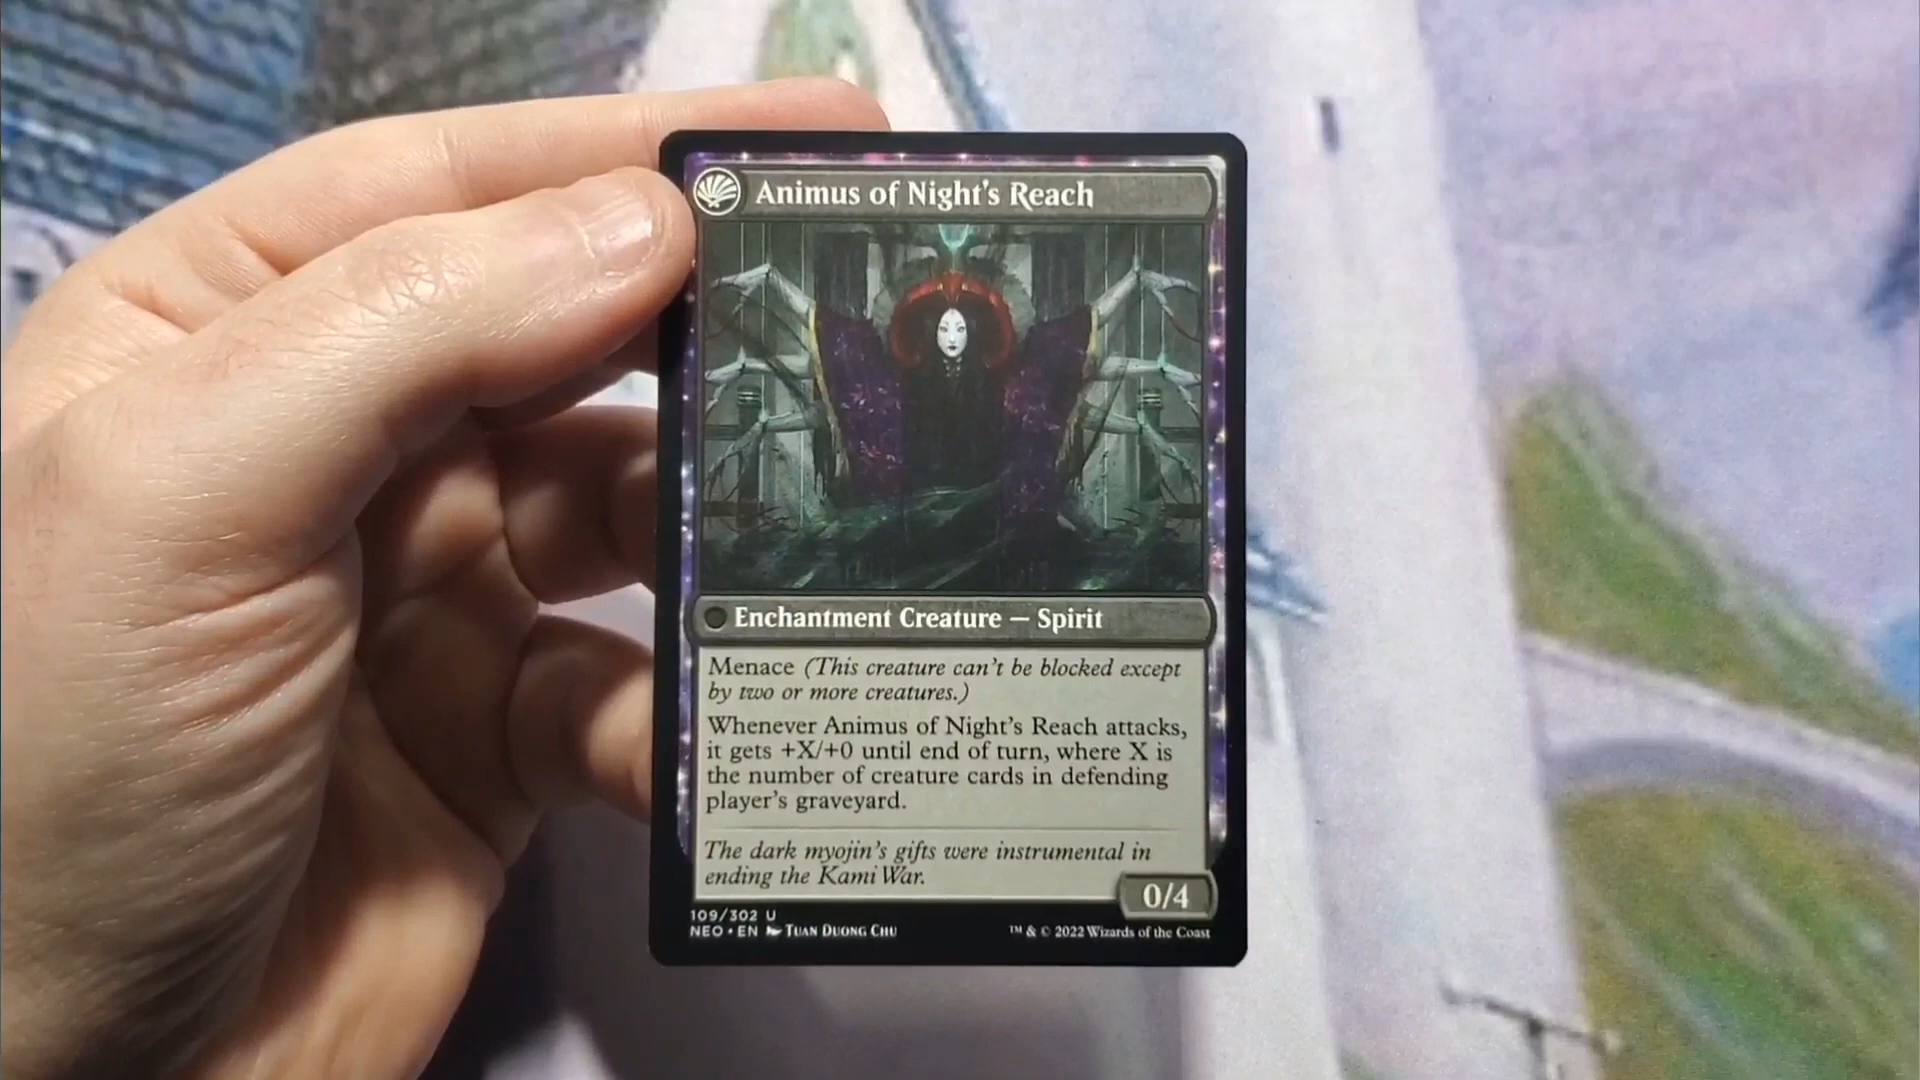 Animus of Night's Reach
Enchantment Creature — Spirit
Menace (This creature can't be blocked except
by two or more creatures.)
Whenever Animus of Night's Reach attacks,
it gets +X/+0 until end of turn, where X is
the number of creature cards in defending
player's graveyard.
The dark myojin's gifts were instrumental in
ending the Kami War.
0/4
109/302 U
NEO • EN Tuan Duong Chu
™ & © 2022 Wizards of the Coast